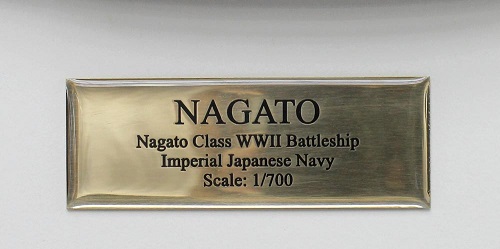 NAGATO
Nagato Class WWII Battleship
Imperial Japanese Navy
Scale: 1/700